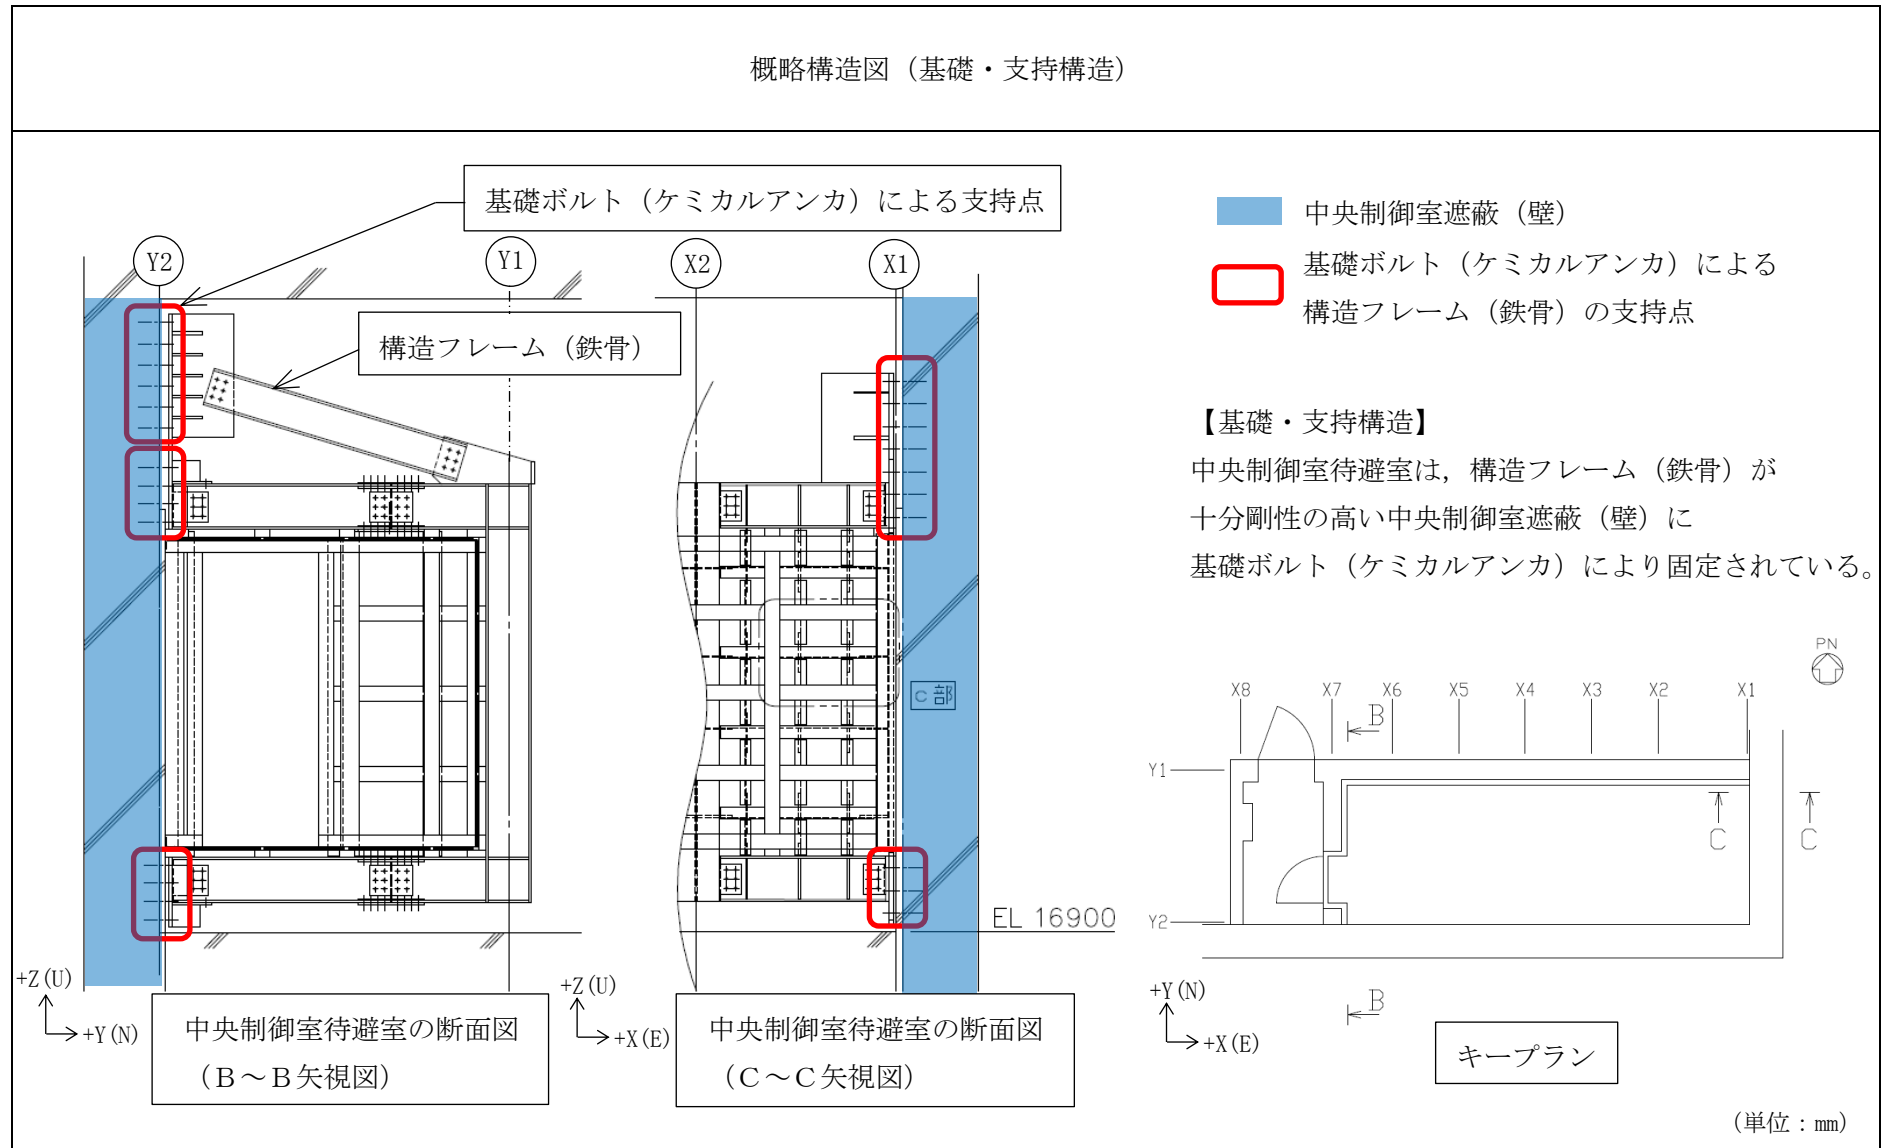 概略構造図（基礎・支持構造）
基礎ボルト（ケミカルアンカ）による支持点
Y2
Y1
X2
X1
構造フレーム（鉄骨）
C部
EL 16900
+Z(U)
+Y(N)
中央制御室待避室の断面図
（B～B矢視図）
+Z(U)
+X(E)
中央制御室待避室の断面図
（C～C矢視図）
中央制御室遮蔽（壁）
基礎ボルト（ケミカルアンカ）による
構造フレーム（鉄骨）の支持点
【基礎・支持構造】
中央制御室待避室は，構造フレーム（鉄骨）が
十分剛性の高い中央制御室遮蔽（壁）に
基礎ボルト（ケミカルアンカ）により固定されている。
PN
X8 X7 X6 X5 X4 X3 X2 X1
B
Y1
C C
Y2
B
+Y(N)
+X(E)
キープラン
（単位：mm）